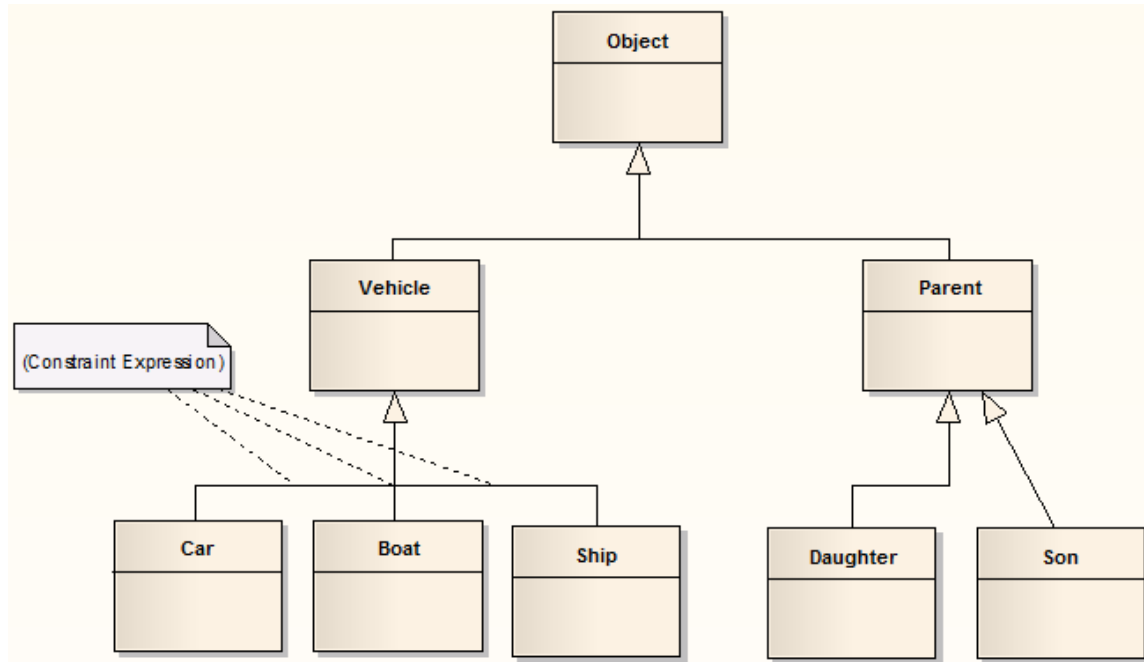 Object
Vehicle
Parent
(Constraint Expression)
Car
Boat
Ship
Daughter
Son